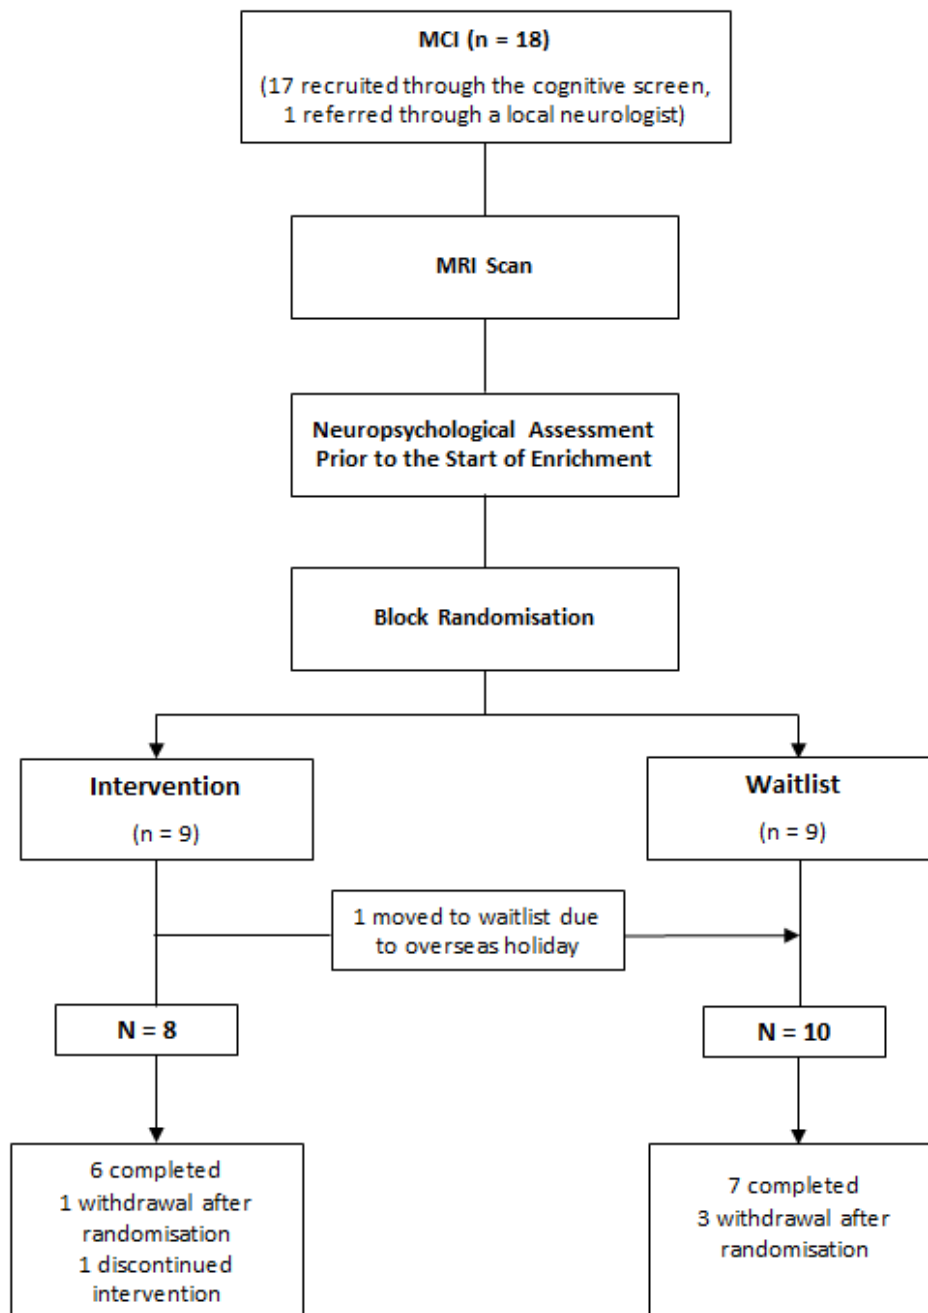 MCI (n = 18)
(17 recruited through the cognitive screen,
1 referred through a local neurologist)
MRI Scan
Neuropsychological Assessment
Prior to the Start of Enrichment
Block Randomisation
Intervention
(n = 9)
Waitlist
(n = 9)
1 moved to waitlist due
to overseas holiday
N = 8
N = 10
6 completed
1 withdrawal after
randomisation
1 discontinued
intervention
7 completed
3 withdrawal after
randomisation